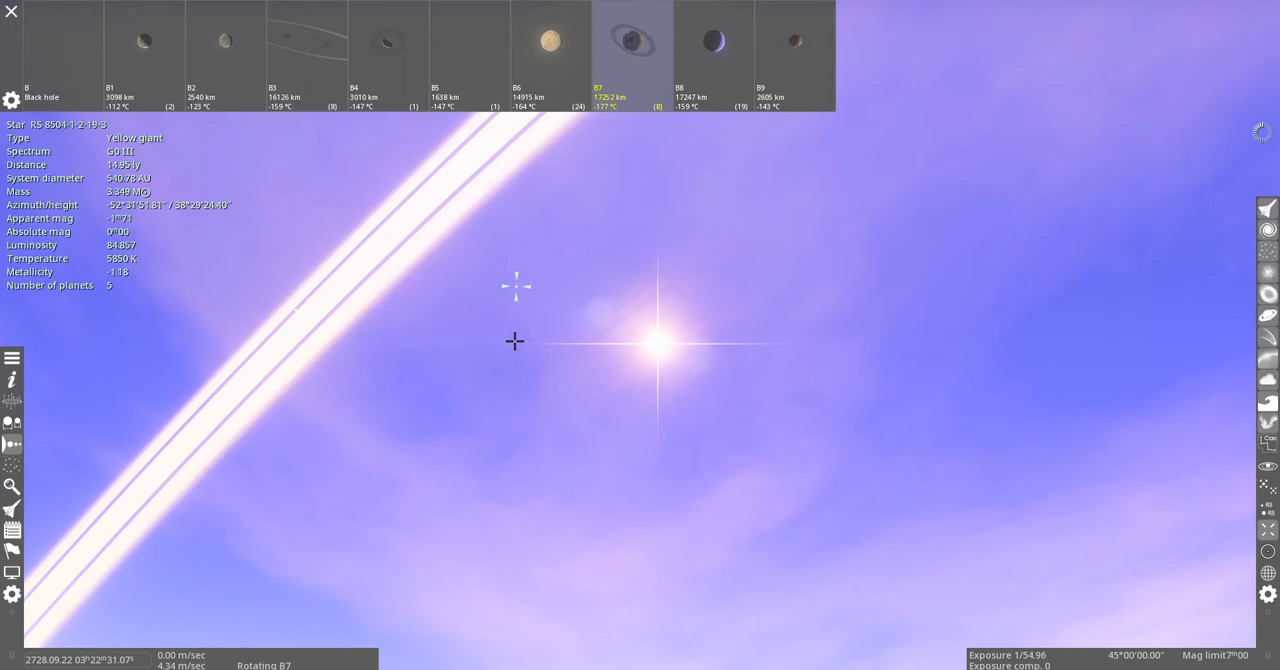 B
Black hole
B1
3098 km
-112 °C (2)
B2
2540 km
-123 °C
B3
16126 km
-159 °C (8)
B4
3010 km
-147 °C (1)
B5
1638 km
-147 °C (1)
B6
14915 km
-164 °C (24)
B7
17252 km
-177 °C (8)
B8
17247 km
-159 °C (19)
B9
2605 km
-143 °C
Star RS 8504-1-2-19-3
Type Yellow giant
Spectrum G0 III
Distance 14.95 ly
System diameter 540.78 AU
Mass 3.349 M☉
Azimuth/height -52°31'51.81" / 38°29'24.40"
Apparent mag -1ᵐ71
Absolute mag 0ᵐ00
Luminosity 84.857
Temperature 5850 K
Metallicity -1.18
Number of planets 5
Cas
RS
RS
2728.09.22 03ʰ22ᵐ31.07ˢ
0.00 m/sec
4.34 m/sec Rotating B7
Exposure 1/54.96 45°00'00.00" Mag limit7ᵐ00
Exposure comp. 0